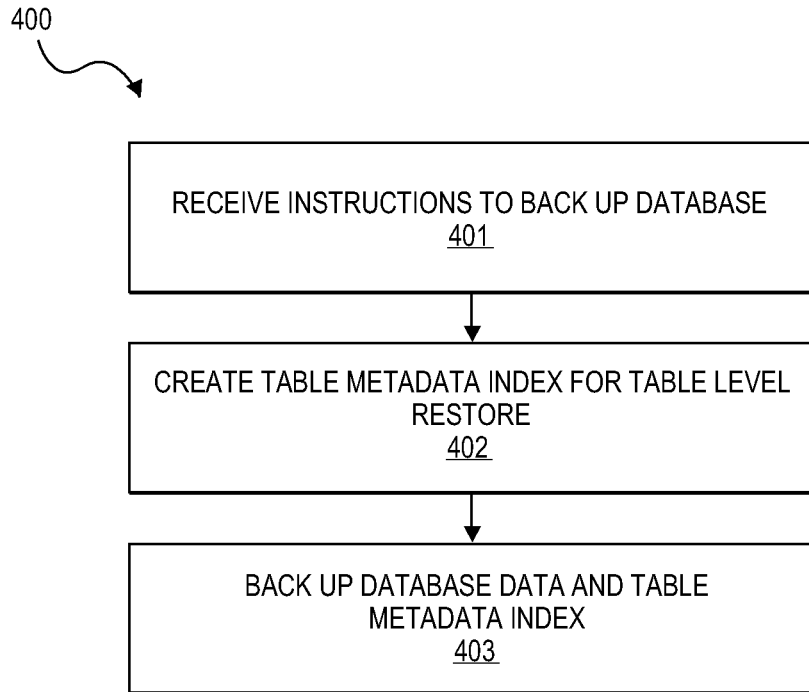 400
RECEIVE INSTRUCTIONS TO BACK UP DATABASE
401
CREATE TABLE METADATA INDEX FOR TABLE LEVEL
RESTORE
402
BACK UP DATABASE DATA AND TABLE
METADATA INDEX
403